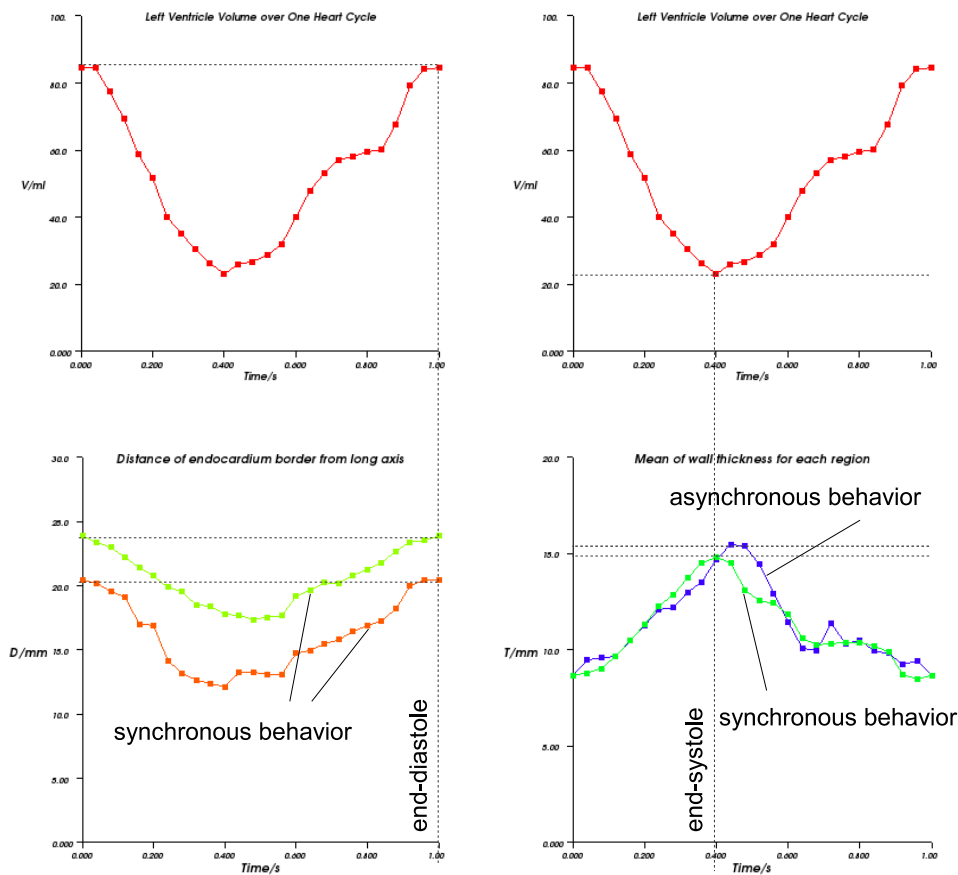 Left Ventricle Volume over One Heart Cycle
100.
80.0
60.0
V/ml
40.0
20.0
0.000
0.000 0.200 0.400 0.600 0.800 1.00
Time/s
Left Ventricle Volume over One Heart Cycle
100.
80.0
60.0
V/ml
40.0
20.0
0.000
0.000 0.200 0.400 0.600 0.800 1.00
Time/s
Distance of endocardium border from long axis
30.0
25.0
20.0
15.0
D/mm
10.0
5.00
0.000
synchronous behavior
end-diastole
0.000 0.200 0.400 0.600 0.800 1.00
Time/s
Mean of wall thickness for each region
20.0
asynchronous behavior
15.0
10.0
T/mm
synchronous behavior
5.00
end-systole
0.000
0.000 0.200 0.400 0.600 0.800 1.00
Time/s